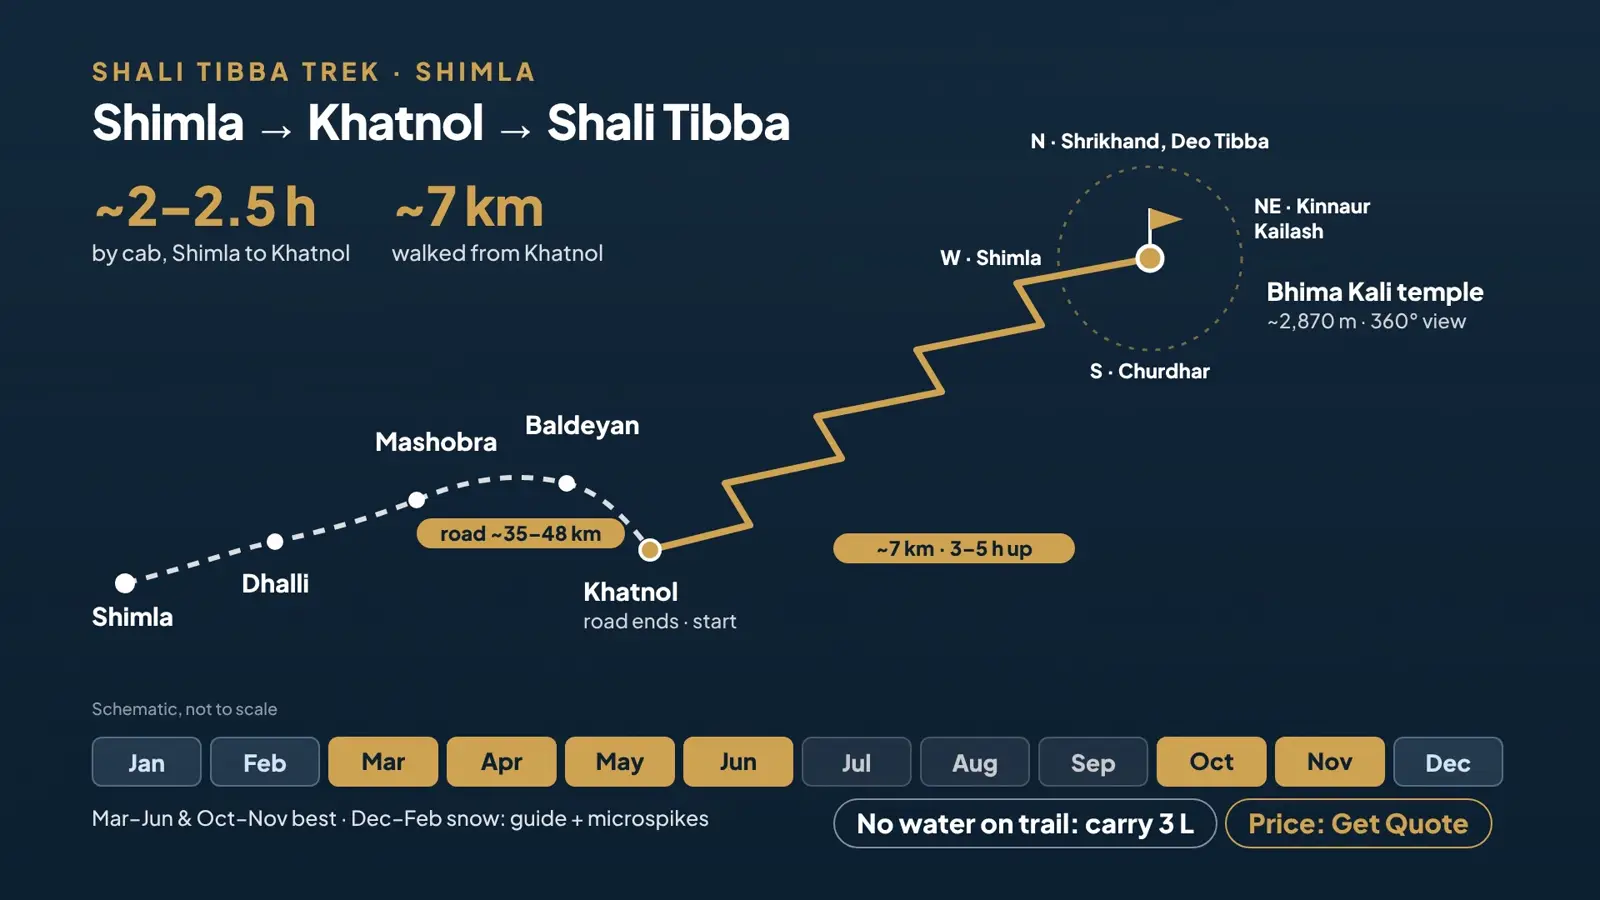 SHALI TIBBA TREK · SHIMLA
Shimla → Khatnol → Shali Tibba
~2–2.5 h
by cab, Shimla to Khatnol
~7 km
walked from Khatnol
N · Shrikhand, Deo Tibba
NE · Kinnaur
Kailash
W · Shimla
Bhima Kali temple
~2,870 m · 360° view
S · Churdhar
Baldeyan
Mashobra
road ~35–48 km
~7 km · 3–5 h up
Dhalli
Khatnol
road ends · start
Shimla
Schematic, not to scale
Jan
Feb
Mar
Apr
May
Jun
Jul
Aug
Sep
Oct
Nov
Dec
Mar–Jun & Oct–Nov best · Dec–Feb snow: guide + microspikes
No water on trail: carry 3 L
Price: Get Quote